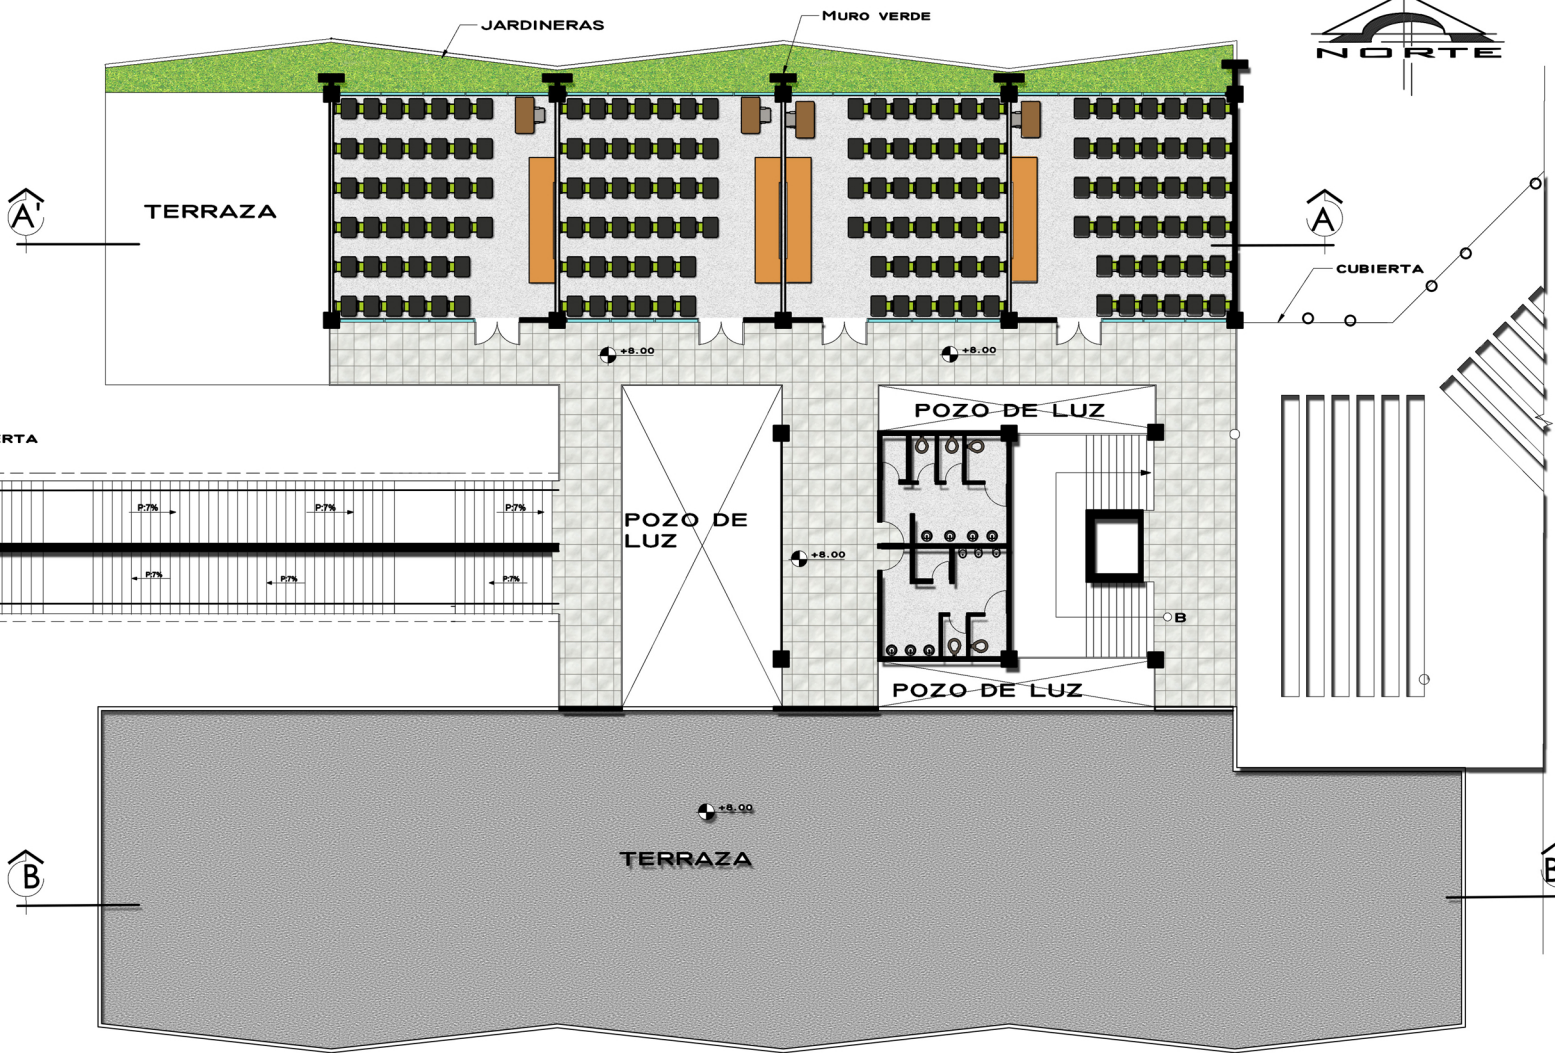 JARDINERAS
MURO VERDE
NORTE
A'
TERRAZA
A
CUBIERTA
+8.00
+8.00
POZO DE LUZ
ERTA
P:7%
P:7%
P:7%
POZO DE
LUZ
+8.00
P:7%
P:7%
P:7%
B
POZO DE LUZ
+8.00
TERRAZA
B
B